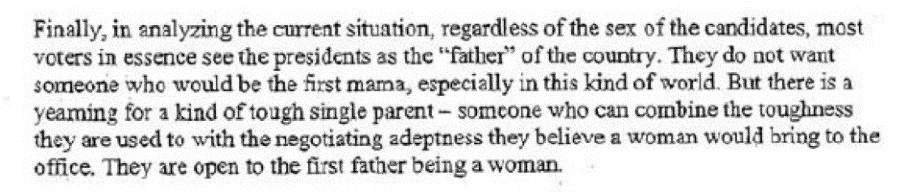 Finally, in analyzing the current situation, regardless of the sex of the candidates, most
voters in essence see the presidents as the “father” of the country. They do not want
someone who would be the first mama, especially in this kind of world. But there is a
yearning for a kind of tough single parent – someone who can combine the toughness
they are used to with the negotiating adeptness they believe a woman would bring to the
office. They are open to the first father being a woman.